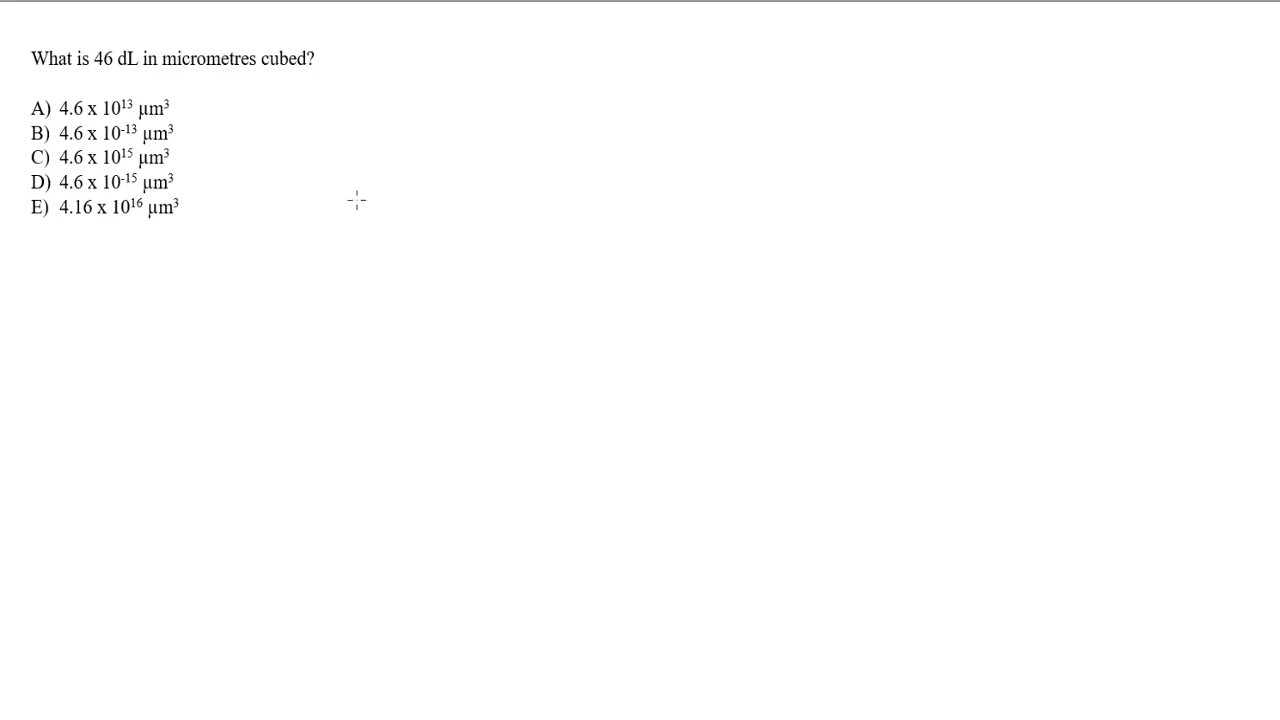 What is 46 dL in micrometres cubed?
A) 4.6 x 10¹³ µm³
B) 4.6 x 10⁻¹³ µm³
C) 4.6 x 10¹⁵ µm³
D) 4.6 x 10⁻¹⁵ µm³
E) 4.16 x 10¹⁶ µm³